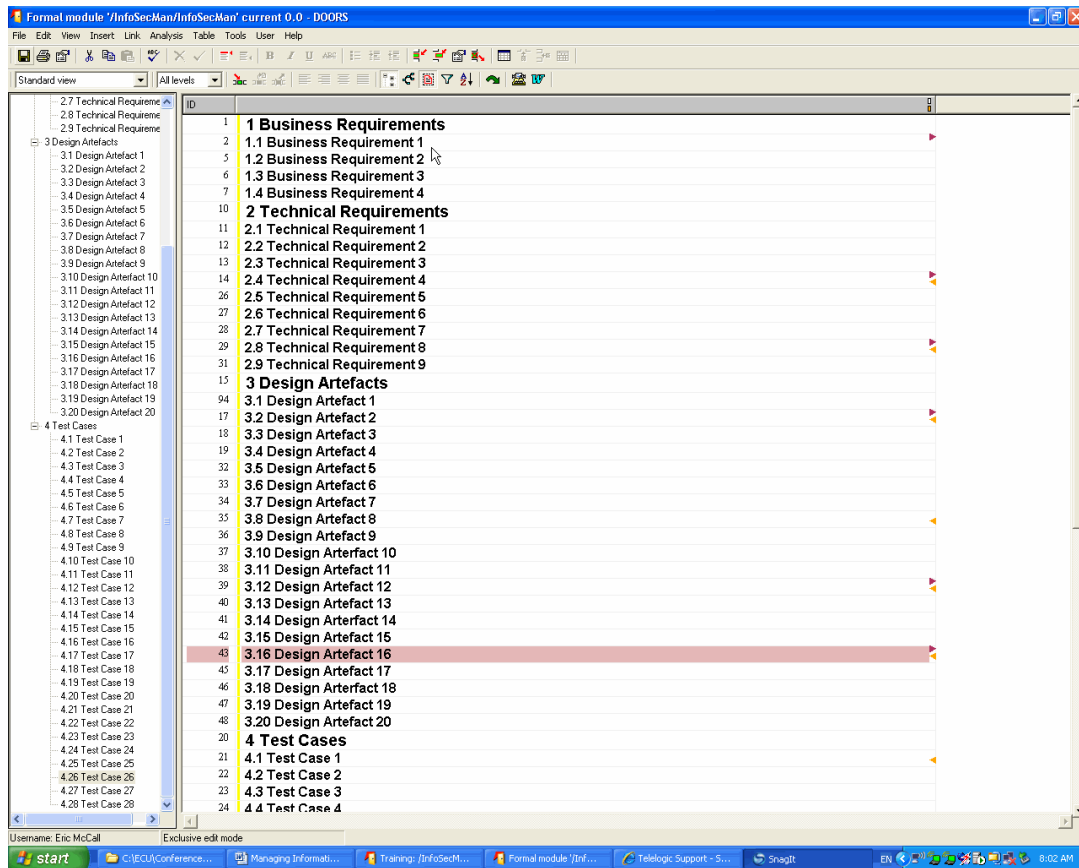 Formal module '/InfoSecMan/InfoSecMan' current 0.0 - DOORS
File Edit View Insert Link Analysis Table Tools User Help
Standard view All levels
2.7 Technical Requireme
2.8 Technical Requireme
2.9 Technical Requireme
3 Design Artefacts
3.1 Design Artefact 1
3.2 Design Artefact 2
3.3 Design Artefact 3
3.4 Design Artefact 4
3.5 Design Artefact 5
3.6 Design Artefact 6
3.7 Design Artefact 7
3.8 Design Artefact 8
3.9 Design Artefact 9
3.10 Design Arterfact 10
3.11 Design Artefact 11
3.12 Design Artefact 12
3.13 Design Artefact 13
3.14 Design Arterfact 14
3.15 Design Artefact 15
3.16 Design Artefact 16
3.17 Design Artefact 17
3.18 Design Arterfact 18
3.19 Design Artefact 19
3.20 Design Artefact 20
4 Test Cases
4.1 Test Case 1
4.2 Test Case 2
4.3 Test Case 3
4.4 Test Case 4
4.5 Test Case 5
4.6 Test Case 6
4.7 Test Case 7
4.8 Test Case 8
4.9 Test Case 9
4.10 Test Case 10
4.11 Test Case 11
4.12 Test Case 12
4.13 Test Case 13
4.14 Test Case 14
4.15 Test Case 15
4.16 Test Case 16
4.17 Test Case 17
4.18 Test Case 18
4.19 Test Case 19
4.20 Test Case 20
4.21 Test Case 21
4.22 Test Case 22
4.23 Test Case 23
4.24 Test Case 24
4.25 Test Case 25
4.26 Test Case 26
4.27 Test Case 27
4.28 Test Case 28
ID
1 1 Business Requirements
2 1.1 Business Requirement 1
5 1.2 Business Requirement 2
6 1.3 Business Requirement 3
7 1.4 Business Requirement 4
10 2 Technical Requirements
11 2.1 Technical Requirement 1
12 2.2 Technical Requirement 2
13 2.3 Technical Requirement 3
14 2.4 Technical Requirement 4
26 2.5 Technical Requirement 5
27 2.6 Technical Requirement 6
28 2.7 Technical Requirement 7
29 2.8 Technical Requirement 8
31 2.9 Technical Requirement 9
15 3 Design Artefacts
94 3.1 Design Artefact 1
17 3.2 Design Artefact 2
18 3.3 Design Artefact 3
19 3.4 Design Artefact 4
32 3.5 Design Artefact 5
33 3.6 Design Artefact 6
34 3.7 Design Artefact 7
35 3.8 Design Artefact 8
36 3.9 Design Artefact 9
37 3.10 Design Arterfact 10
38 3.11 Design Artefact 11
39 3.12 Design Artefact 12
40 3.13 Design Artefact 13
41 3.14 Design Arterfact 14
42 3.15 Design Artefact 15
43 3.16 Design Artefact 16
45 3.17 Design Artefact 17
46 3.18 Design Arterfact 18
47 3.19 Design Artefact 19
48 3.20 Design Artefact 20
20 4 Test Cases
21 4.1 Test Case 1
22 4.2 Test Case 2
23 4.3 Test Case 3
24 4.4 Test Case 4
Username: Eric McCall Exclusive edit mode
start C:\ECU\Conference... Managing Informati... Training: /InfoSecM... Formal module '/Inf... Telelogic Support - S... SnagIt EN 8:02 AM